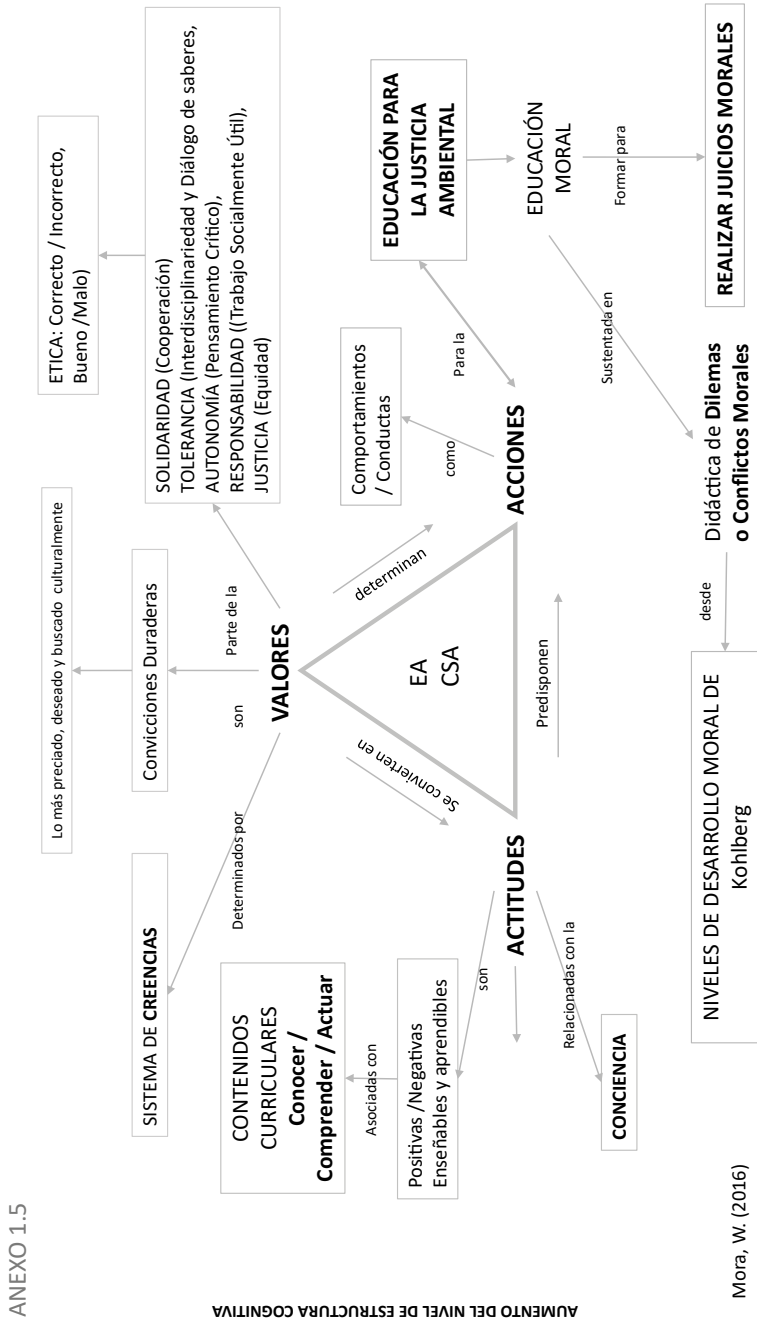 ANEXO 1.5
AUMENTO DEL NIVEL DE ESTRUCTURA COGNITIVA
Lo más preciado, deseado y buscado culturalmente
ETICA: Correcto / Incorrecto,
Bueno /Malo)
SISTEMA DE CREENCIAS
Convicciones Duraderas
SOLIDARIDAD (Cooperación)
TOLERANCIA (Interdisciplinariedad y Diálogo de saberes,
AUTONOMÍA (Pensamiento Crítico),
RESPONSABILIDAD ((Trabajo Socialmente Útil),
JUSTICIA (Equidad)
Determinados por
son
Parte de la
VALORES
CONTENIDOS
CURRICULARES
Conocer /
Comprender / Actuar
Asociadas con
Positivas /Negativas
Enseñables y aprendibles
son
Se convierten en
determinan
EA
CSA
Comportamientos
/ Conductas
como
Para la
EDUCACIÓN PARA
LA JUSTICIA
AMBIENTAL
ACTITUDES
ACCIONES
Predisponen
EDUCACIÓN
MORAL
Relacionadas con la
CONCIENCIA
Sustentada en
Formar para
Didáctica de Dilemas
o Conflictos Morales
desde
NIVELES DE DESARROLLO MORAL DE
Kohlberg
REALIZAR JUICIOS MORALES
Mora, W. (2016)